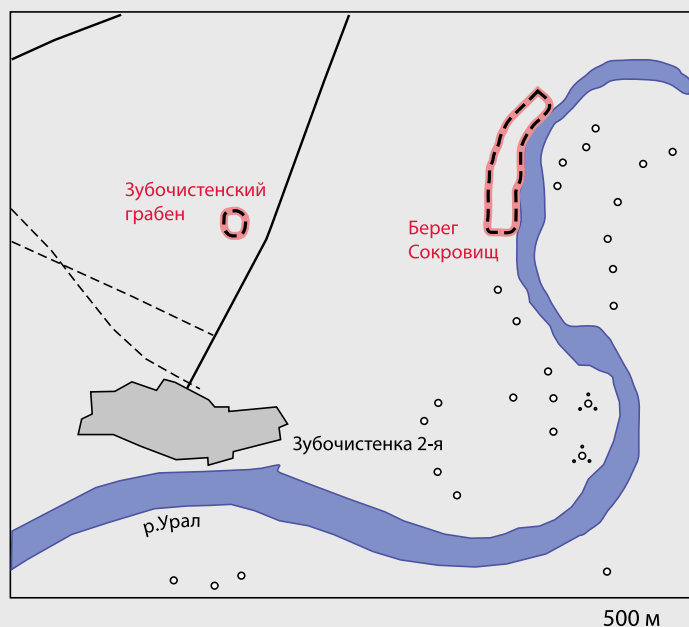 Зубочистенский
грабен
Берег
Сокровищ
Зубочистенка 2-я
р.Урал
500 м